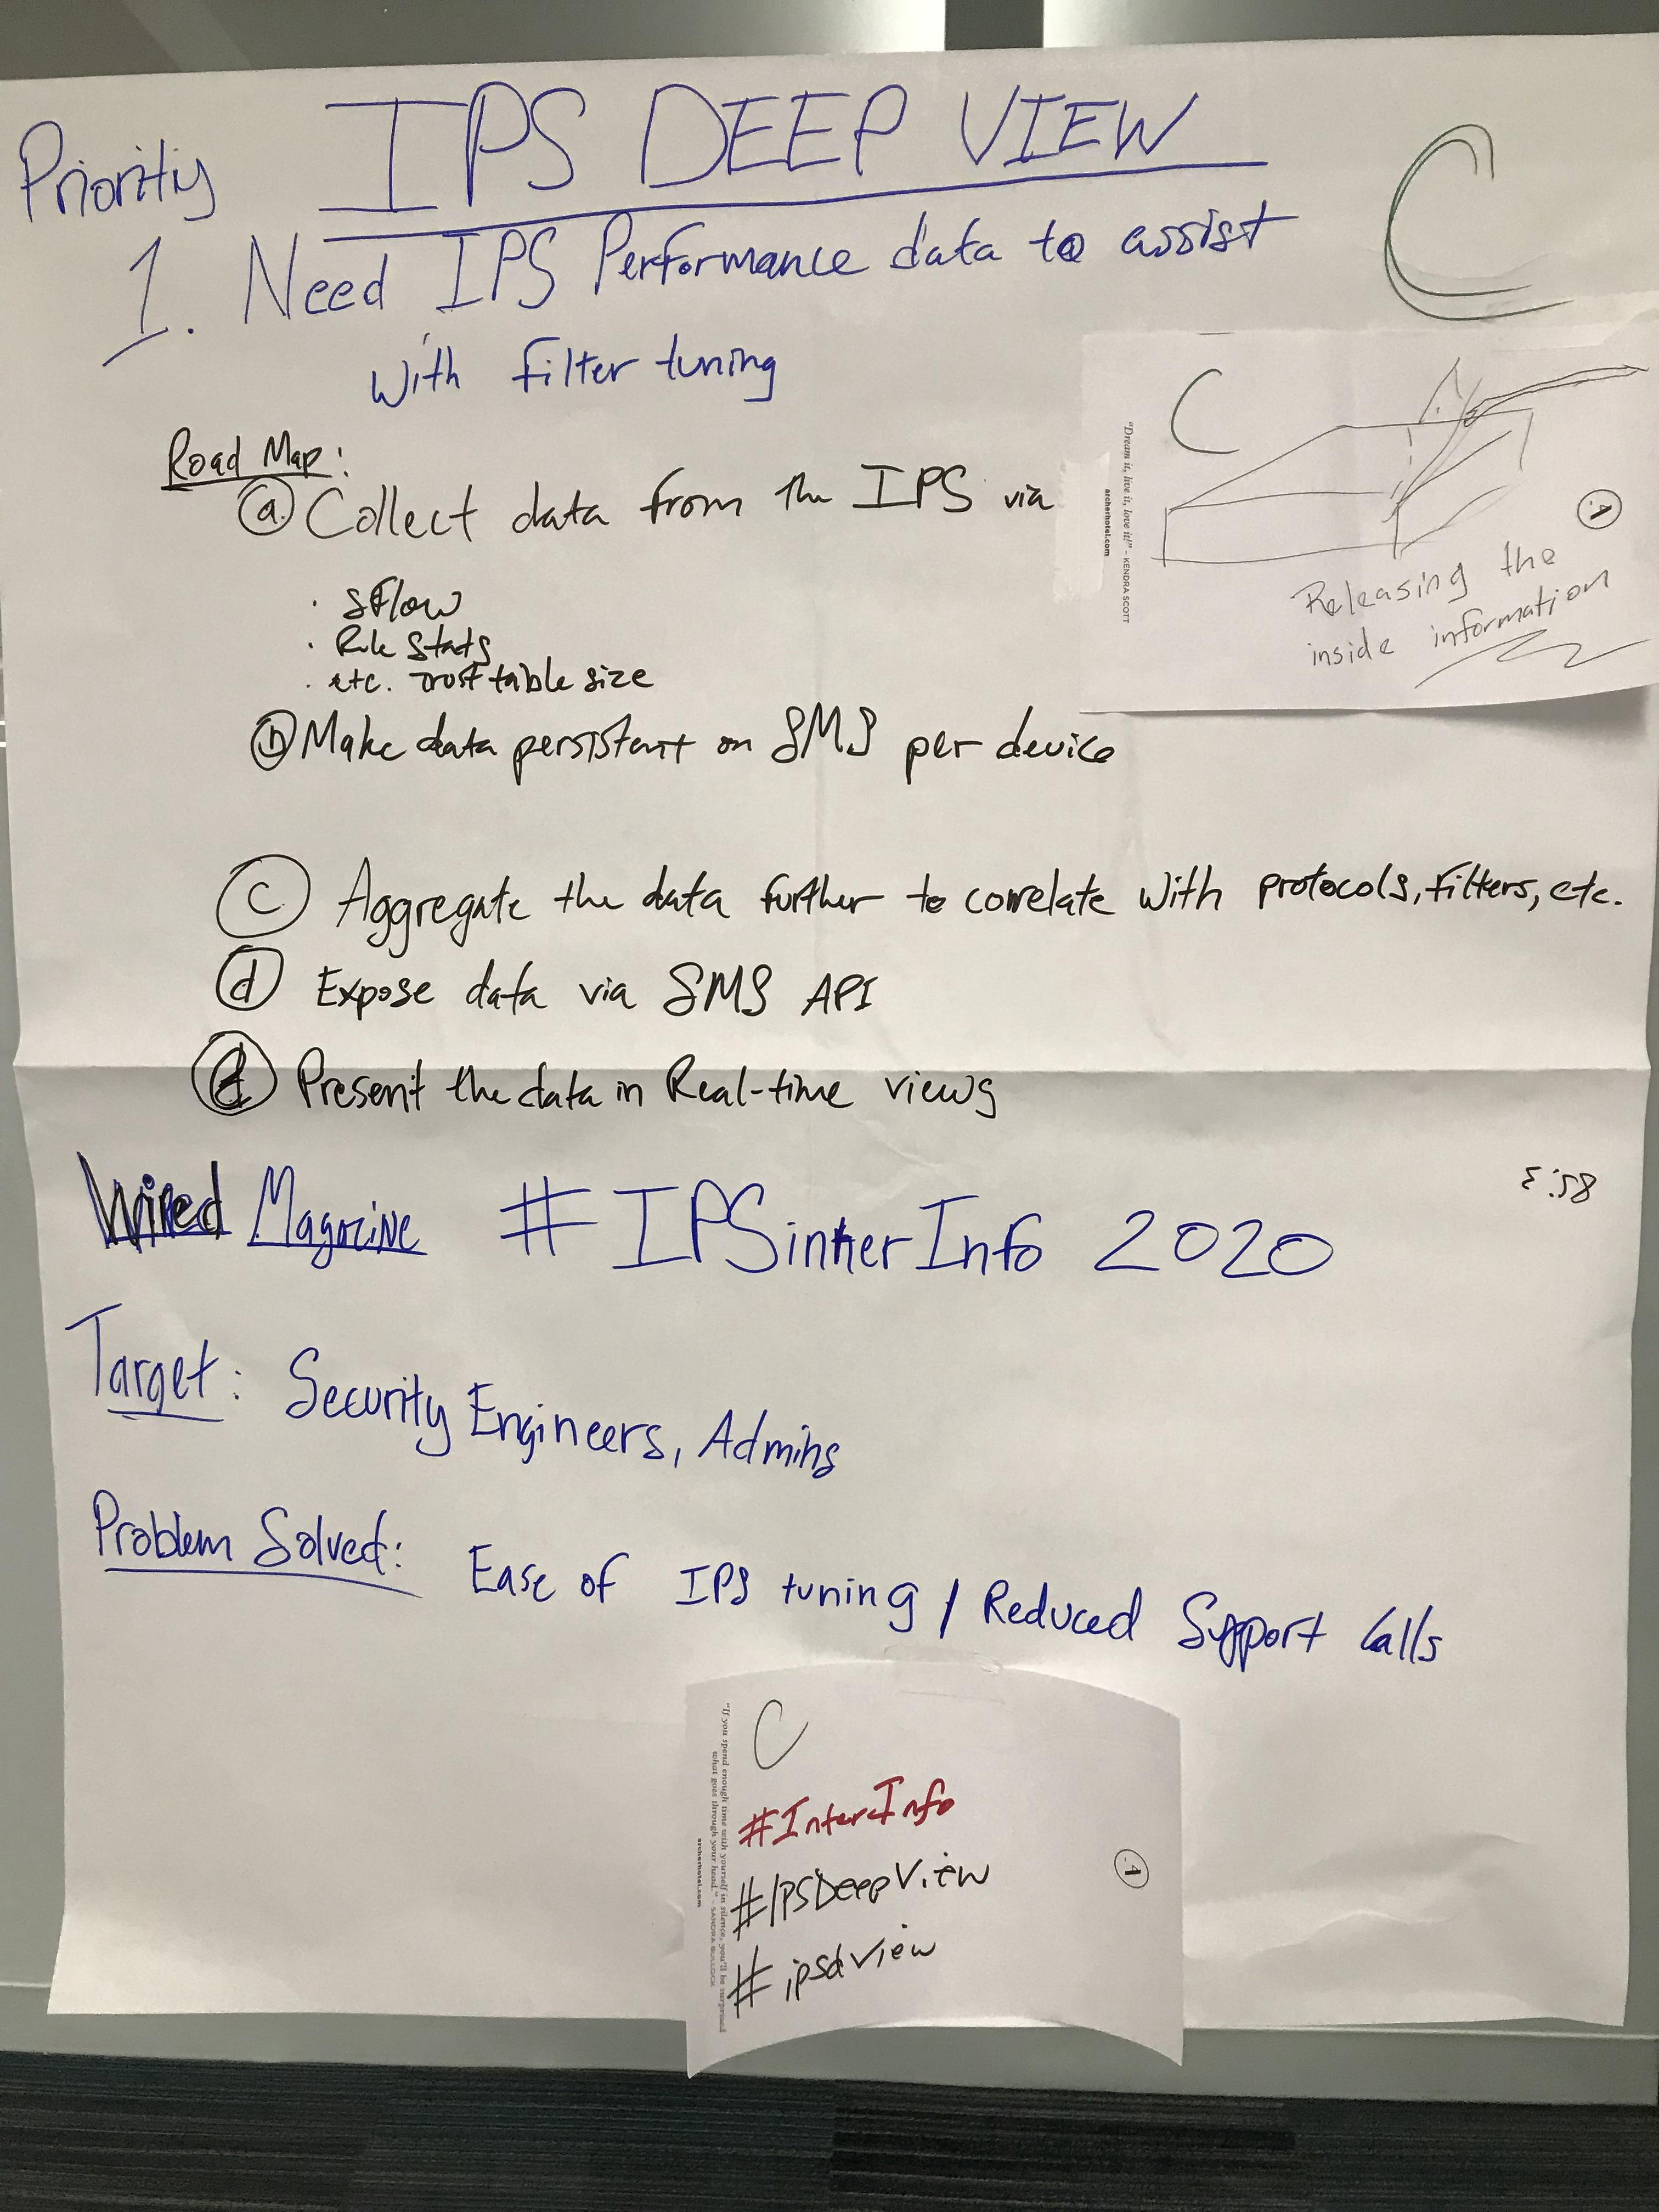 IPS DEEP VIEW
Priority
C
1. Need IPS Performance data to assist
with filter tuning
Road Map:
a Collect data from the IPS via
· SFlow
· Rule Stats
· etc. Trust table size
b Make data persistant on SMS per device
c Aggregate the data further to correlate with protocols, filters, etc.
d Expose data via SMS API
Present the data in Real-time views
C
"Dream it, live it, love it!" - KENDRA SCOTT
archerhotel.com
A
Releasing the
inside information
Wired Magazine # IPSinnerInfo 2020
Target: Security Engineers, Admins
Problem Solved: Ease of IPS tuning / Reduced Support Calls
C
"If you spend enough time with yourself in silence, you'll be surprised
what goes through your head." - SANDRA BULLOCK
archerhotel.com
A
#InterInfo
#IPSDeepView
#ipsdview